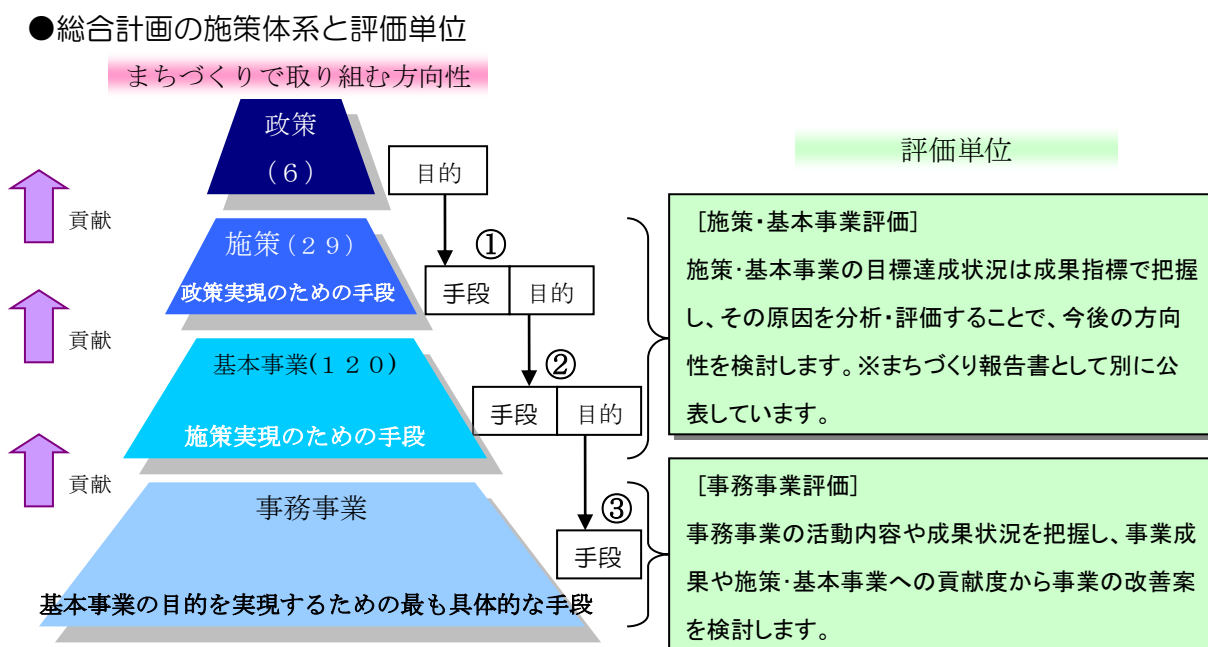 ●総合計画の施策体系と評価単位
まちづくりで取り組む方向性
政策
(６)
目的
貢献
施策(２９)
政策実現のための手段
①
手段
目的
貢献
基本事業(１２０)
施策実現のための手段
②
手段
目的
貢献
事務事業
基本事業の目的を実現するための最も具体的な手段
③
手段
評価単位
［施策・基本事業評価］
施策・基本事業の目標達成状況は成果指標で把握
し、その原因を分析・評価することで、今後の方向
性を検討します。※まちづくり報告書として別に公
表しています。
［事務事業評価］
事務事業の活動内容や成果状況を把握し、事業成
果や施策・基本事業への貢献度から事業の改善案
を検討します。